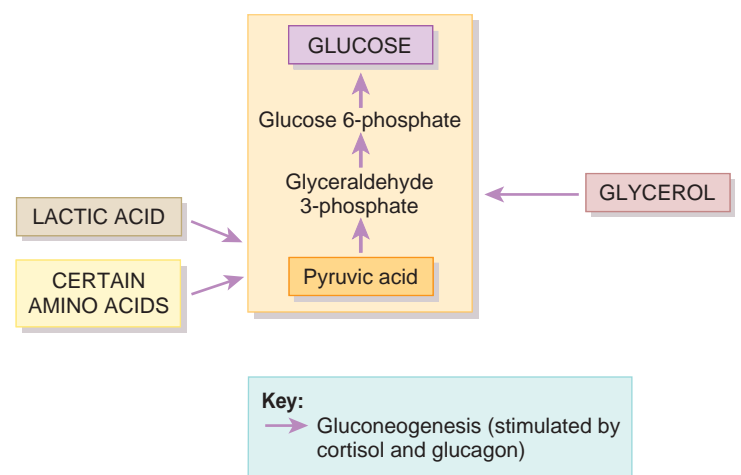 GLUCOSE
Glucose 6-phosphate
Glyceraldehyde
3-phosphate
GLYCEROL
LACTIC ACID
CERTAIN
AMINO ACIDS
Pyruvic acid
Key:
Gluconeogenesis (stimulated by
cortisol and glucagon)